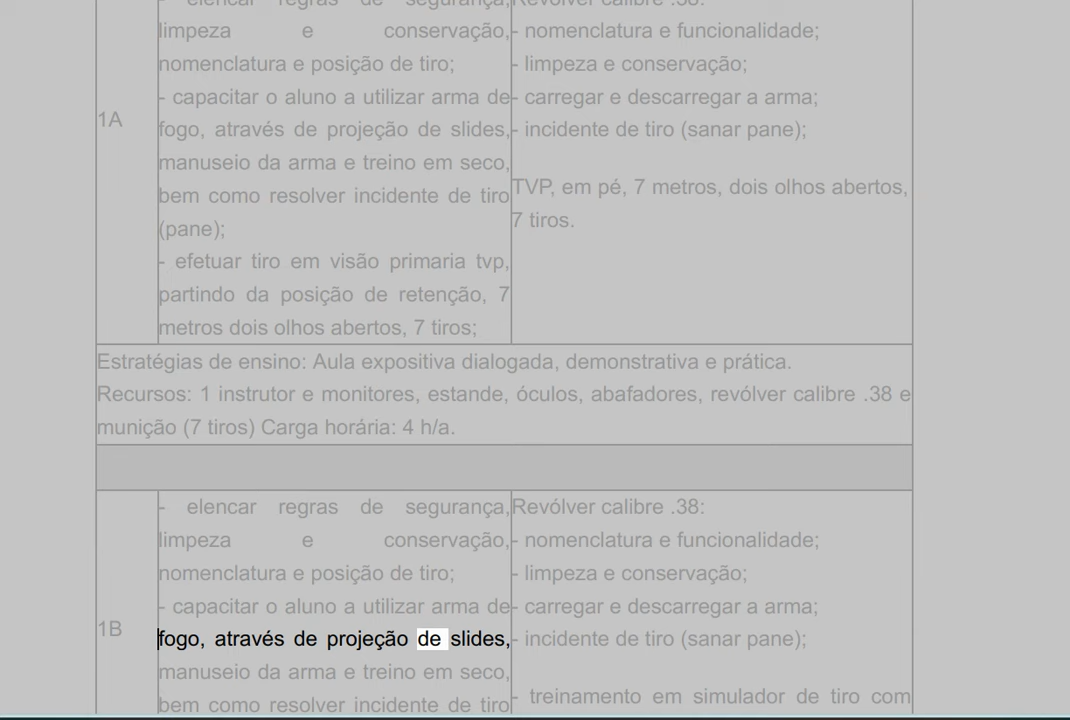 - elencar regras de segurança,
limpeza e conservação,
nomenclatura e posição de tiro;
- capacitar o aluno a utilizar arma de
fogo, através de projeção de slides,
manuseio da arma e treino em seco,
bem como resolver incidente de tiro
(pane);
- efetuar tiro em visão primaria tvp,
partindo da posição de retenção, 7
metros dois olhos abertos, 7 tiros;
1A
Revólver calibre .38:
- nomenclatura e funcionalidade;
- limpeza e conservação;
- carregar e descarregar a arma;
- incidente de tiro (sanar pane);
TVP, em pé, 7 metros, dois olhos abertos,
7 tiros.
Estratégias de ensino: Aula expositiva dialogada, demonstrativa e prática.
Recursos: 1 instrutor e monitores, estande, óculos, abafadores, revólver calibre .38 e
munição (7 tiros) Carga horária: 4 h/a.
1B
- elencar regras de segurança,
limpeza e conservação,
nomenclatura e posição de tiro;
- capacitar o aluno a utilizar arma de
fogo, através de projeção de slides,
manuseio da arma e treino em seco,
bem como resolver incidente de tiro
Revólver calibre .38:
- nomenclatura e funcionalidade;
- limpeza e conservação;
- carregar e descarregar a arma;
- incidente de tiro (sanar pane);
- treinamento em simulador de tiro com